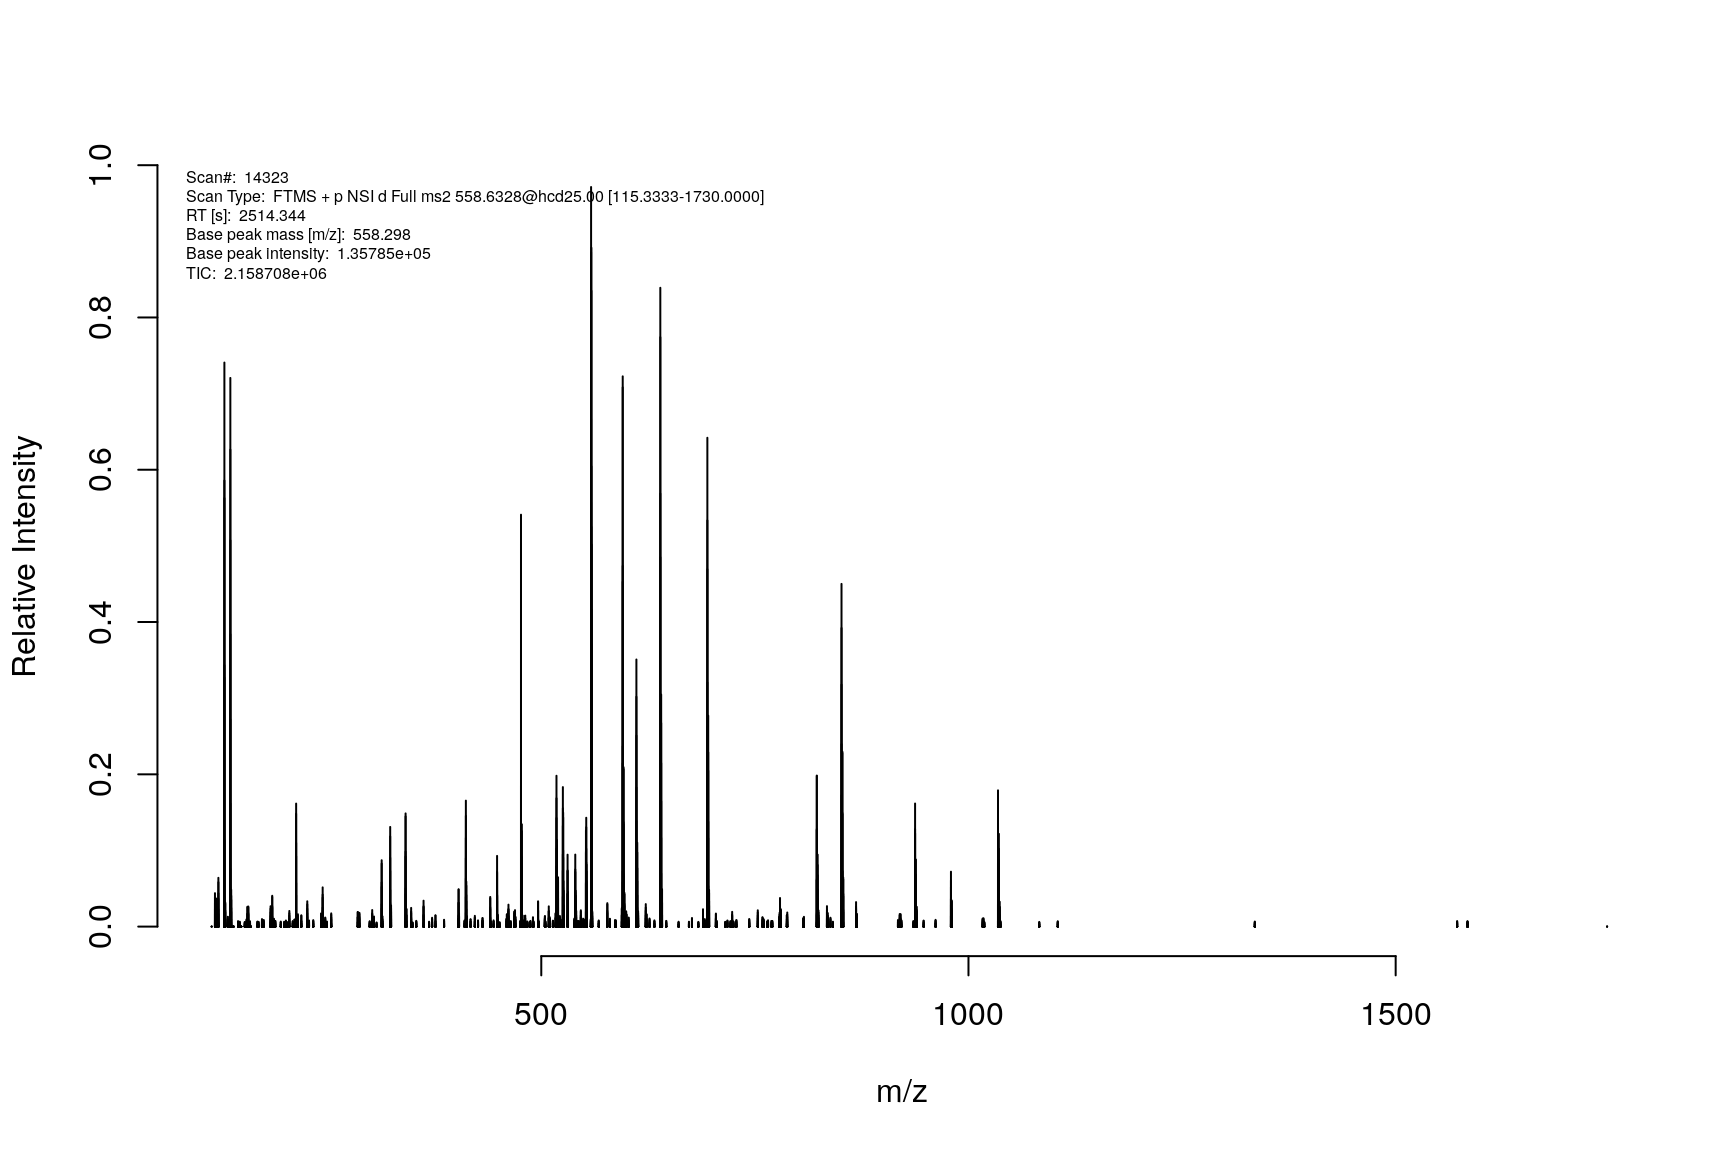 Scan#: 14323
Scan Type: FTMS + p NSI d Full ms2 558.6328@hcd25.00 [115.3333-1730.0000]
RT [s]: 2514.344
Base peak mass [m/z]: 558.298
Base peak intensity: 1.35785e+05
TIC: 2.158708e+06
1.0
0.8
0.6
0.4
0.2
0.0
Relative Intensity
500 1000 1500
m/z